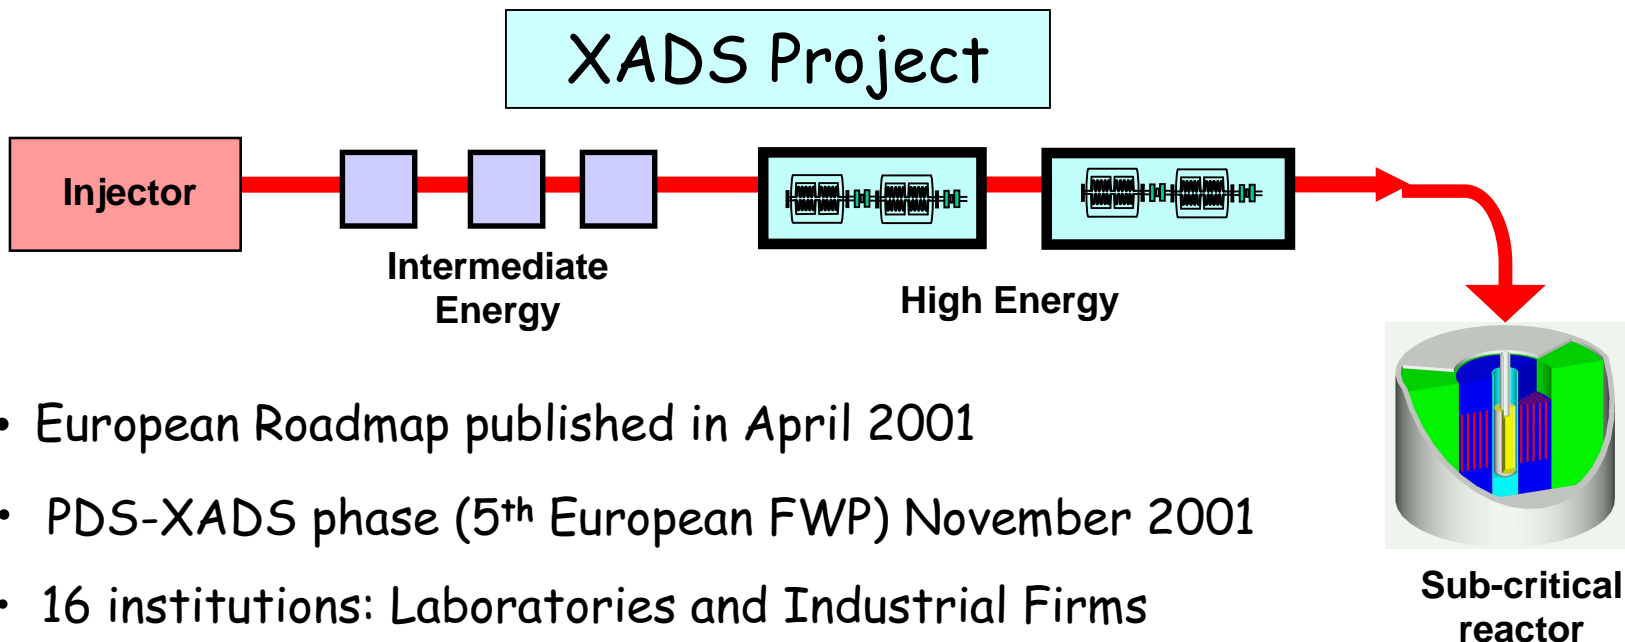 XADS Project
Injector
Intermediate
Energy
High Energy
• European Roadmap published in April 2001
• PDS-XADS phase (5th European FWP) November 2001
• 16 institutions: Laboratories and Industrial Firms
Sub-critical
reactor